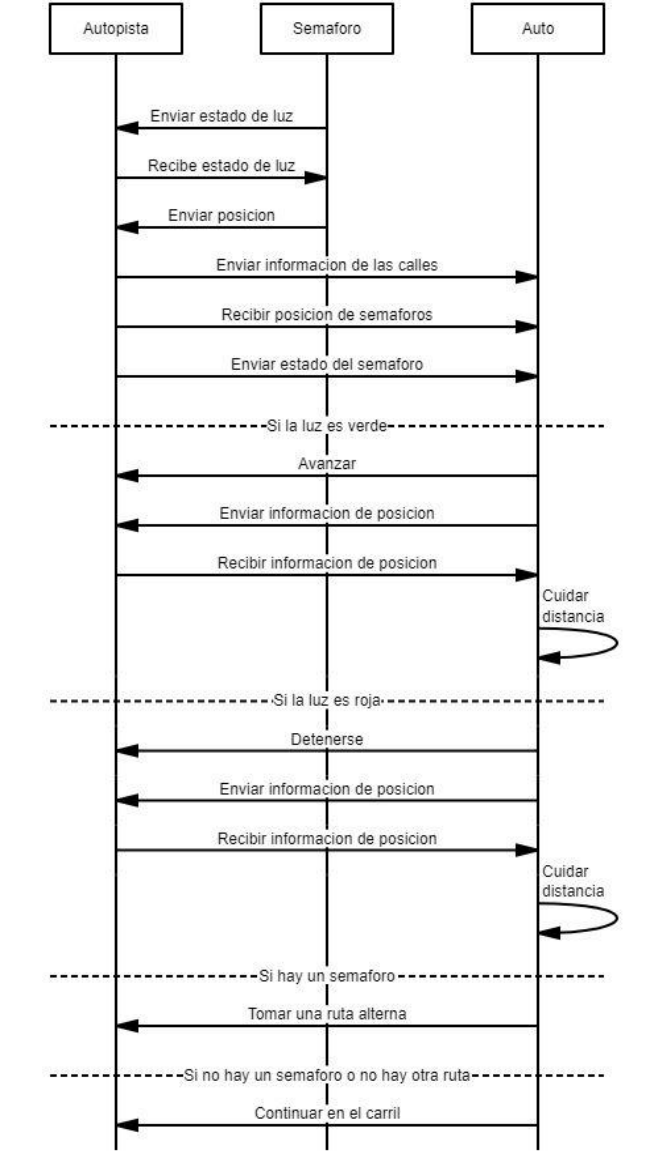 Autopista
Semaforo
Auto
Enviar estado de luz
Recibe estado de luz
Enviar posicion
Enviar informacion de las calles
Recibir posicion de semaforos
Enviar estado del semaforo
Si la luz es verde
Avanzar
Enviar informacion de posicion
Recibir informacion de posicion
Cuidar
distancia
Si la luz es roja
Detenerse
Enviar informacion de posicion
Recibir informacion de posicion
Cuidar
distancia
Si hay un semaforo
Tomar una ruta alterna
Si no hay un semaforo o no hay otra ruta
Continuar en el carril